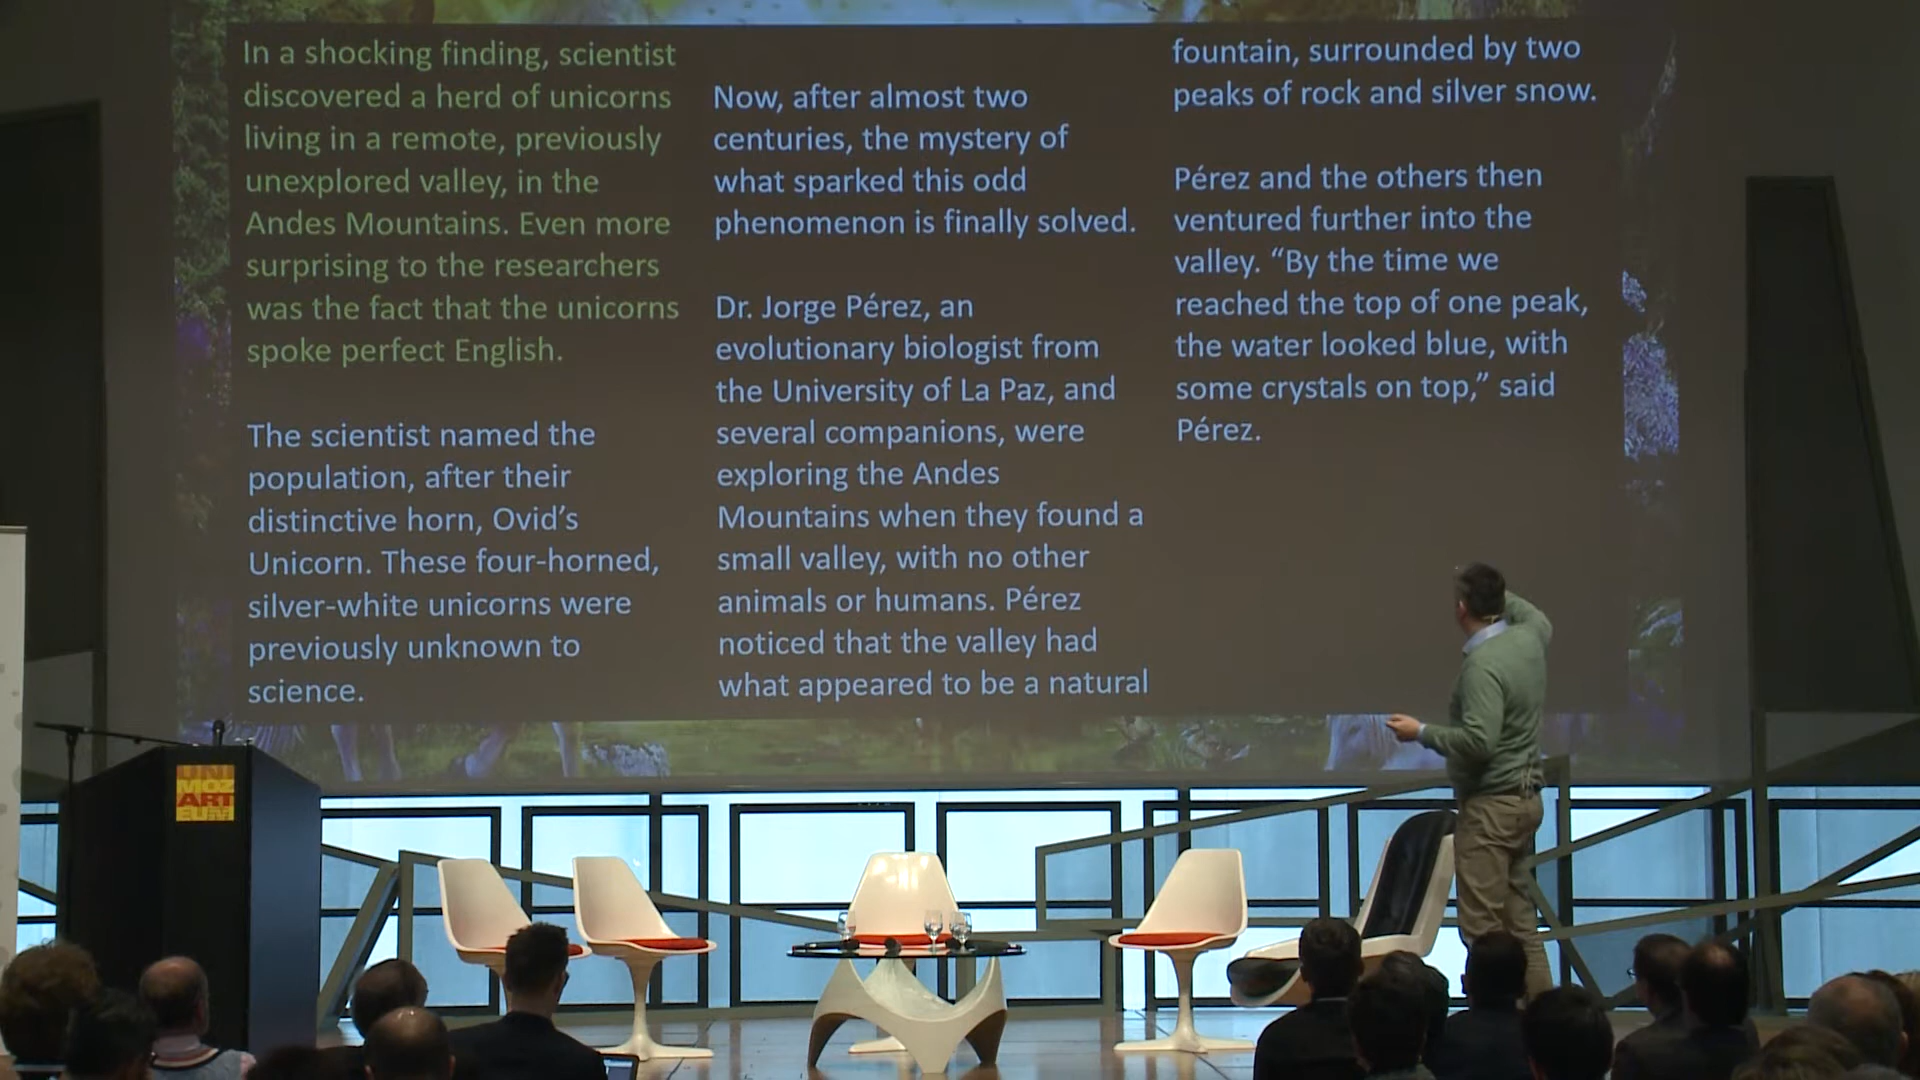 In a shocking finding, scientist
discovered a herd of unicorns
living in a remote, previously
unexplored valley, in the
Andes Mountains. Even more
surprising to the researchers
was the fact that the unicorns
spoke perfect English.
The scientist named the
population, after their
distinctive horn, Ovid's
Unicorn. These four-horned,
silver-white unicorns were
previously unknown to
science.
Now, after almost two
centuries, the mystery of
what sparked this odd
phenomenon is finally solved.
Dr. Jorge Pérez, an
evolutionary biologist from
the University of La Paz, and
several companions, were
exploring the Andes
Mountains when they found a
small valley, with no other
animals or humans. Pérez
noticed that the valley had
what appeared to be a natural
fountain, surrounded by two
peaks of rock and silver snow.
Pérez and the others then
ventured further into the
valley. “By the time we
reached the top of one peak,
the water looked blue, with
some crystals on top,” said
Pérez.
UNI
MOZ
ART
EUM